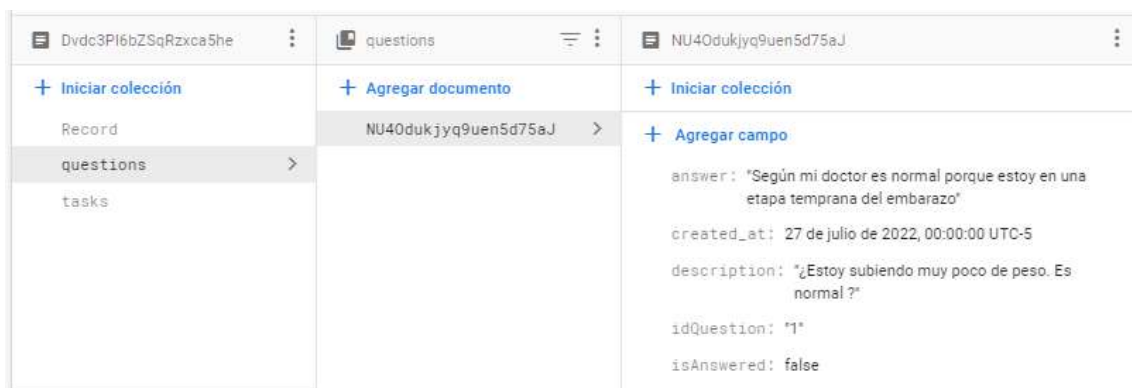 Dvdc3PI6bZSqRzxca5he
questions
NU4Odukjyq9uen5d75aJ
+ Iniciar colección
+ Agregar documento
+ Iniciar colección
Record
questions
tasks
NU4Odukjyq9uen5d75aJ
+ Agregar campo
answer: "Según mi doctor es normal porque estoy en una
etapa temprana del embarazo"
created_at: 27 de julio de 2022, 00:00:00 UTC-5
description: "¿Estoy subiendo muy poco de peso. Es
normal ?"
idQuestion: "1"
isAnswered: false